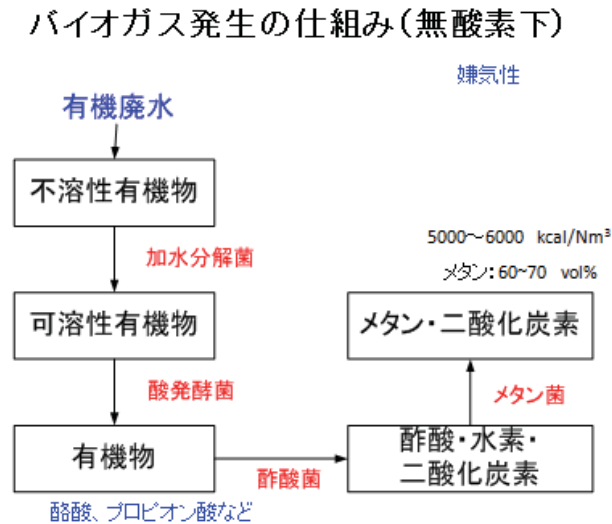 バイオガス発生の仕組み(無酸素下)
嫌気性
有機廃水
不溶性有機物
加水分解菌
5000〜6000 kcal/Nm³
メタン:60~70 vol%
可溶性有機物
メタン・二酸化炭素
酸発酵菌
メタン菌
有機物
酢酸菌
酢酸・水素・
二酸化炭素
酪酸、プロピオン酸など